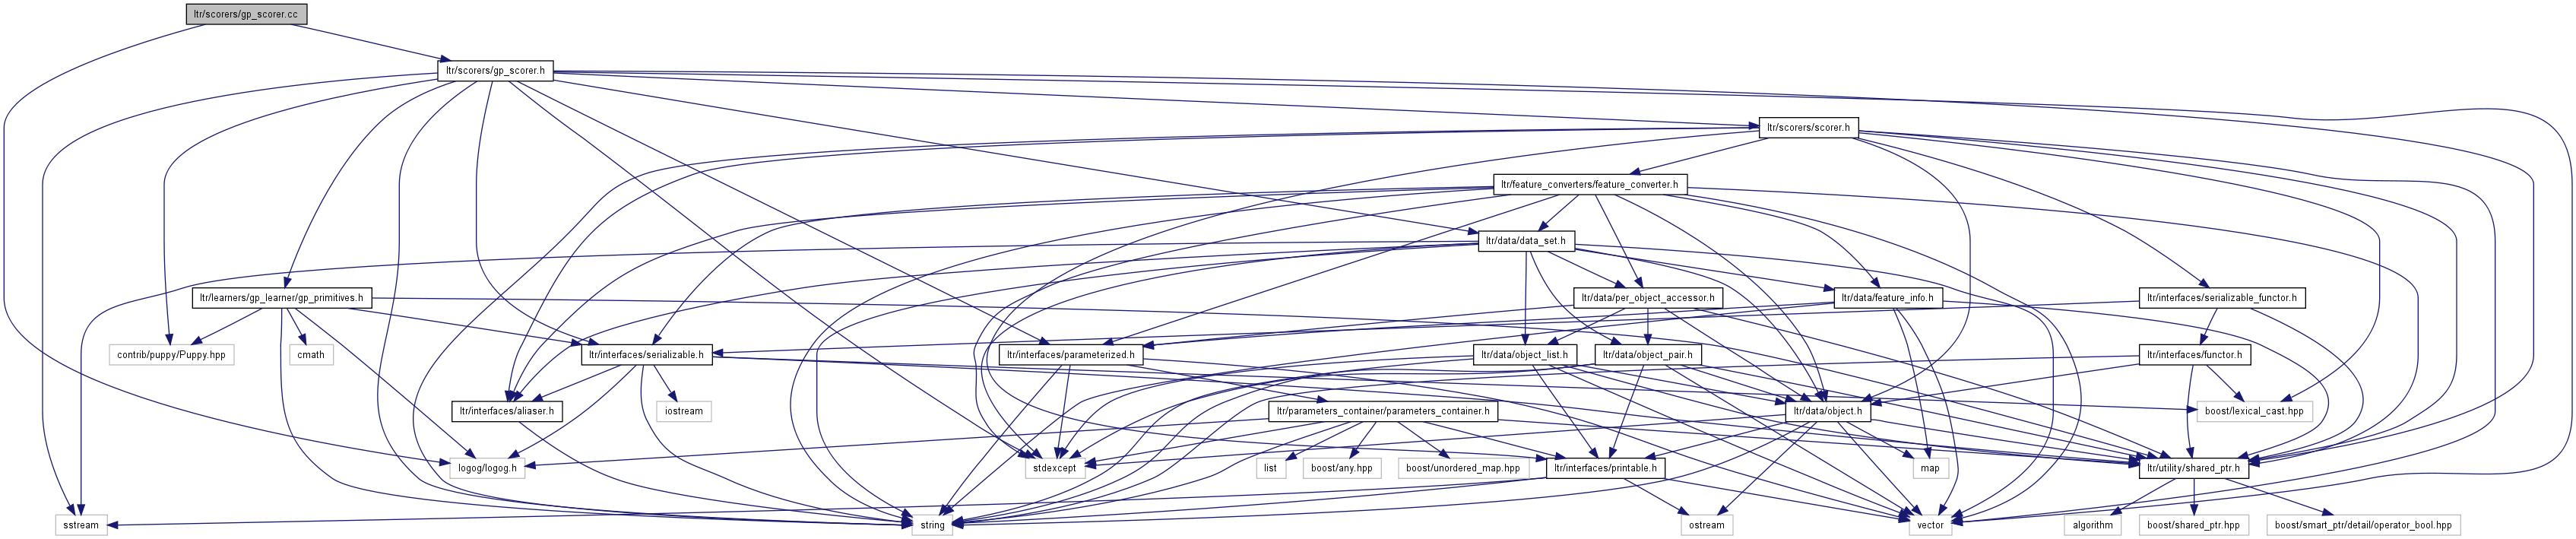 ltr/scorers/gp_scorer.cc
ltr/scorers/gp_scorer.h
ltr/scorers/scorer.h
ltr/feature_converters/feature_converter.h
ltr/data/data_set.h
ltr/learners/gp_learner/gp_primitives.h
ltr/data/per_object_accessor.h
ltr/data/feature_info.h
ltr/interfaces/serializable_functor.h
contrib/puppy/Puppy.hpp
cmath
ltr/interfaces/serializable.h
ltr/interfaces/parameterized.h
ltr/data/object_list.h
ltr/data/object_pair.h
ltr/interfaces/functor.h
ltr/interfaces/aliaser.h
iostream
ltr/parameters_container/parameters_container.h
ltr/data/object.h
boost/lexical_cast.hpp
logog/logog.h
stdexcept
list
boost/any.hpp
boost/unordered_map.hpp
ltr/interfaces/printable.h
map
ltr/utility/shared_ptr.h
sstream
string
ostream
vector
algorithm
boost/shared_ptr.hpp
boost/smart_ptr/detail/operator_bool.hpp